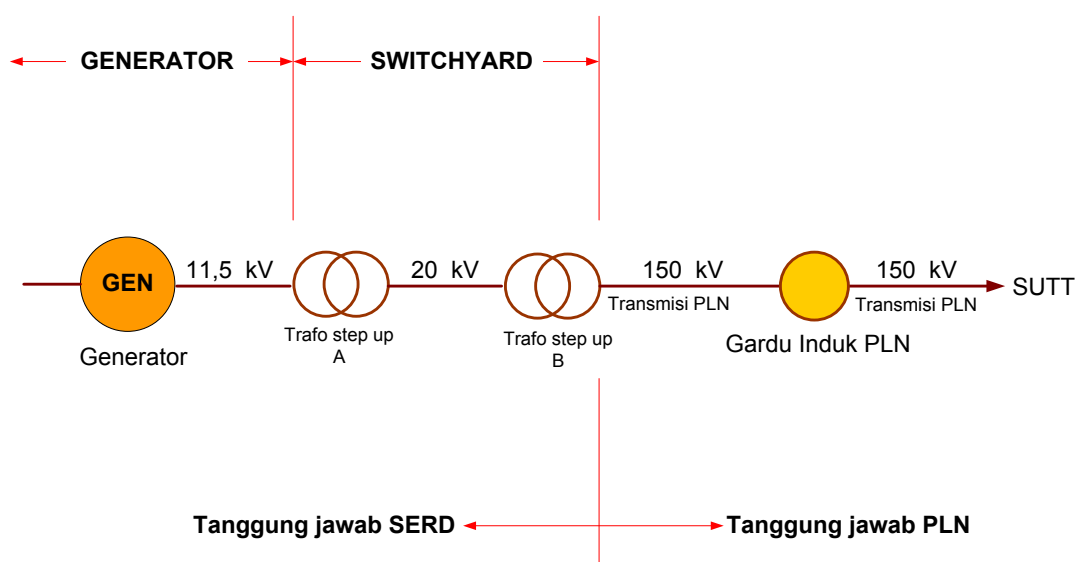 GENERATOR
SWITCHYARD
GEN
11,5 kV
20 kV
150 kV
150 kV
SUTT
Transmisi PLN
Transmisi PLN
Trafo step up
A
Trafo step up
B
Generator
Gardu Induk PLN
Tanggung jawab SERD
Tanggung jawab PLN